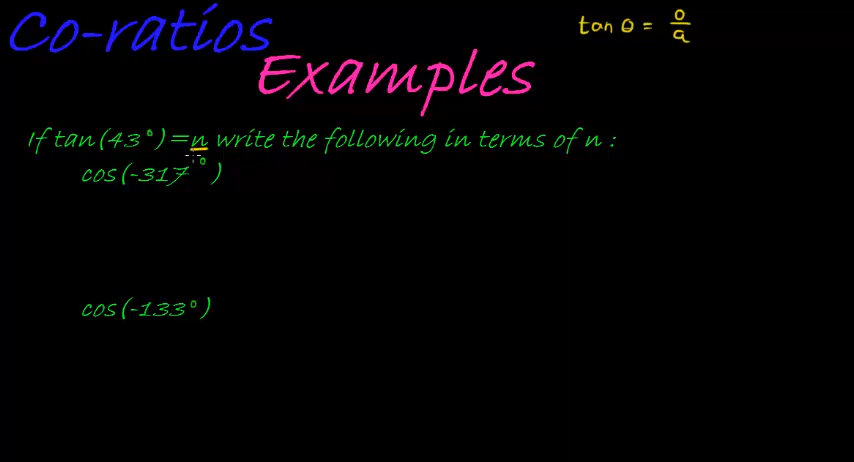 Co-ratios
Examples
tan θ = o/a
If tan(43°)=n write the following in terms of n :
cos(-317°)
cos(-133°)